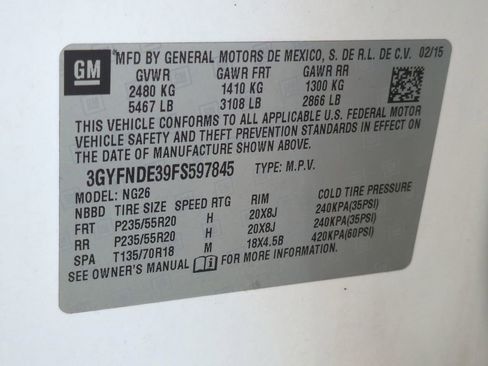 GM
MFD BY GENERAL MOTORS DE MEXICO, S. DE R.L. DE C.V. 02/15
GVWR GAWR FRT GAWR RR
2480 KG 1410 KG 1300 KG
5467 LB 3108 LB 2866 LB
THIS VEHICLE CONFORMS TO ALL APPLICABLE U.S. FEDERAL MOTOR
VEHICLE SAFETY AND THEFT PREVENTION STANDARDS IN EFFECT ON
THE DATE OF MANUFACTURE SHOWN ABOVE.
3GYFNDE39FS597845 TYPE: M.P.V.
MODEL: NG26
NBBD TIRE SIZE SPEED RTG RIM COLD TIRE PRESSURE
FRT P235/55R20 H 20X8J 240KPA(35PSI)
RR P235/55R20 H 20X8J 240KPA(35PSI)
SPA T135/70R18 M 18X4.5B 420KPA(60PSI)
SEE OWNER'S MANUAL FOR MORE INFORMATION.